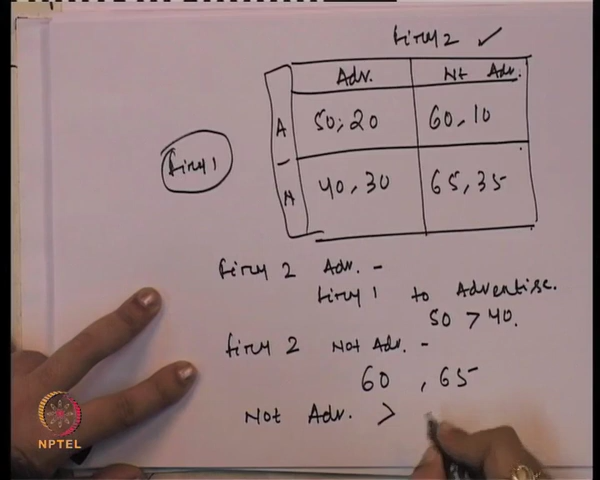 Firm 2 ✓
Adv. Nt Adv.
A 50, 20 60, 10
Firm 1
N 40, 30 65, 35
Firm 2 Adv. -
Firm 1 to Advertise.
50 > 40.
Firm 2 Not Adv. -
60 , 65
Not Adv. >
NPTEL